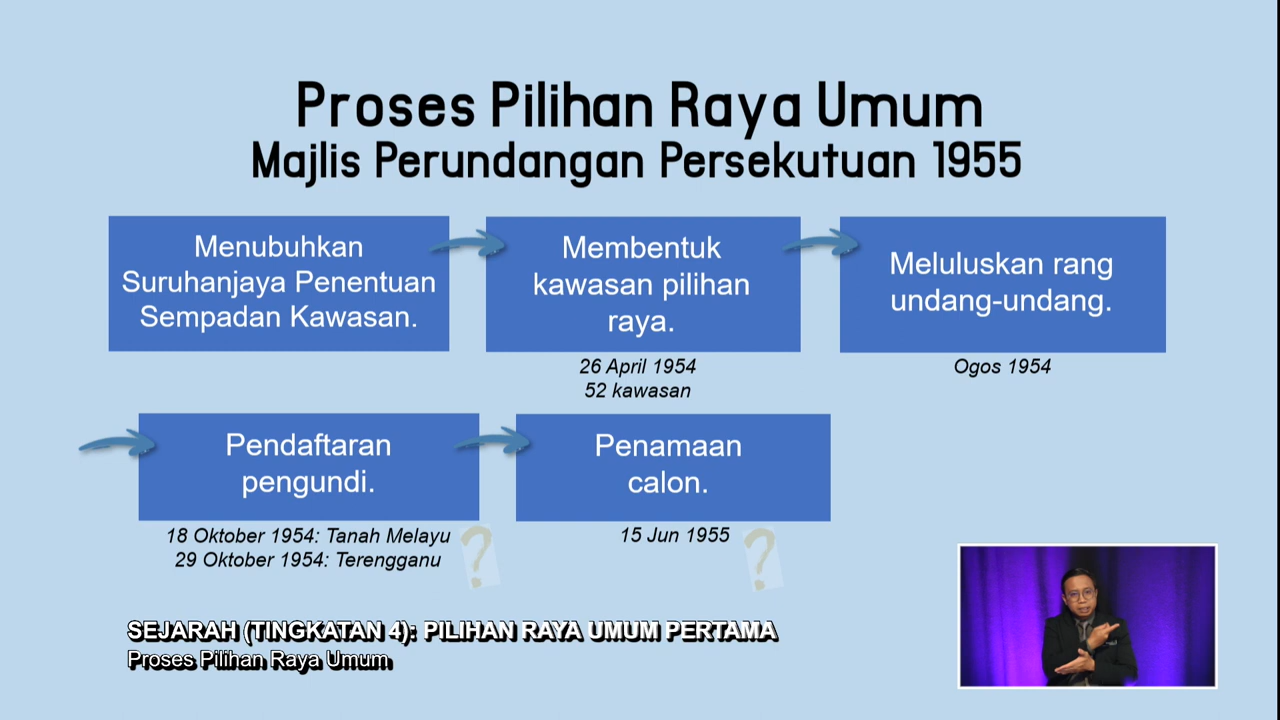 Proses Pilihan Raya Umum
Majlis Perundangan Persekutuan 1955
Menubuhkan
Suruhanjaya Penentuan
Sempadan Kawasan.
Membentuk
kawasan pilihan
raya.
26 April 1954
52 kawasan
Meluluskan rang
undang-undang.
Ogos 1954
Pendaftaran
pengundi.
18 Oktober 1954: Tanah Melayu
29 Oktober 1954: Terengganu
?
Penamaan
calon.
15 Jun 1955
?
SEJARAH (TINGKATAN 4): PILIHAN RAYA UMUM PERTAMA
Proses Pilihan Raya Umum